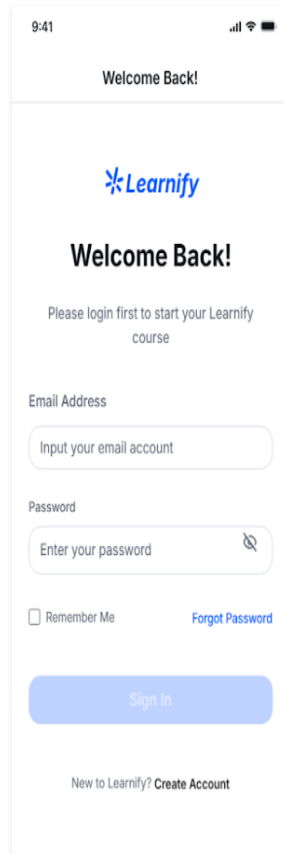 9:41
Welcome Back!
Learnify
Welcome Back!
Please login first to start your Learnify
course
Email Address
Input your email account
Password
Enter your password
Remember Me Forgot Password
Sign In
New to Learnify? Create Account